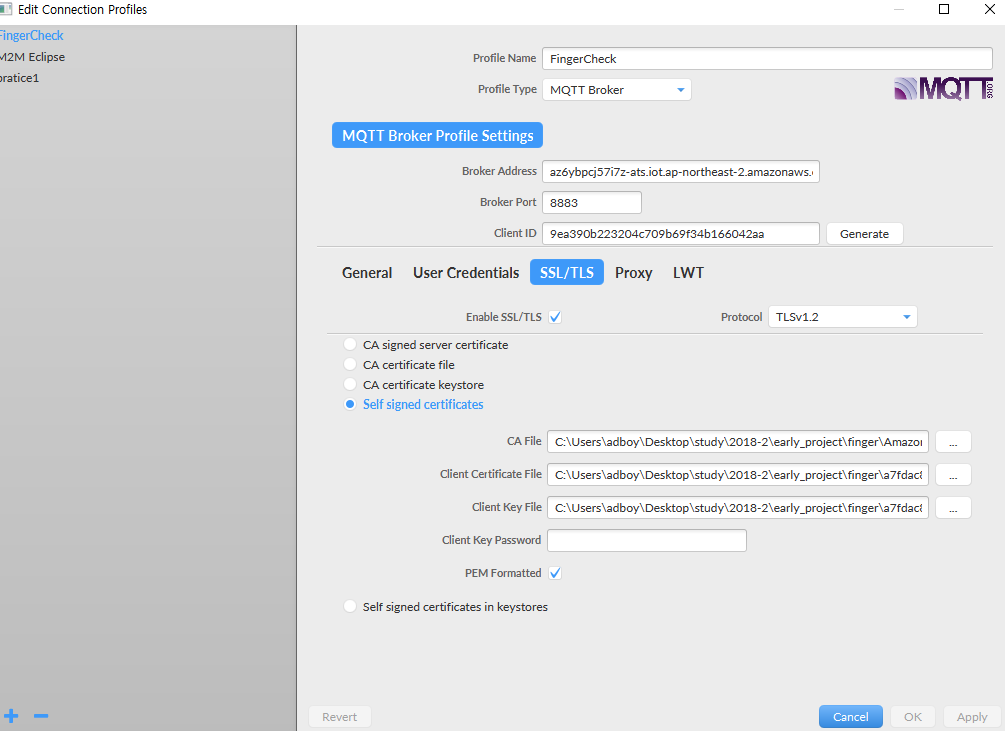 Edit Connection Profiles
FingerCheck
M2M Eclipse
pratice1
Profile Name FingerCheck
Profile Type MQTT Broker
MQTT.ORG
MQTT Broker Profile Settings
Broker Address az6ybpcj57i7z-ats.iot.ap-northeast-2.amazonaws.
Broker Port 8883
Client ID 9ea390b223204c709b69f34b166042aa Generate
General User Credentials SSL/TLS Proxy LWT
Enable SSL/TLS Protocol TLSv1.2
CA signed server certificate
CA certificate file
CA certificate keystore
Self signed certificates
CA File C:\Users\adboy\Desktop\study\2018-2\early_project\finger\Amazon ...
Client Certificate File C:\Users\adboy\Desktop\study\2018-2\early_project\finger\a7fdac8 ...
Client Key File C:\Users\adboy\Desktop\study\2018-2\early_project\finger\a7fdac8 ...
Client Key Password
PEM Formatted
Self signed certificates in keystores
Revert Cancel OK Apply